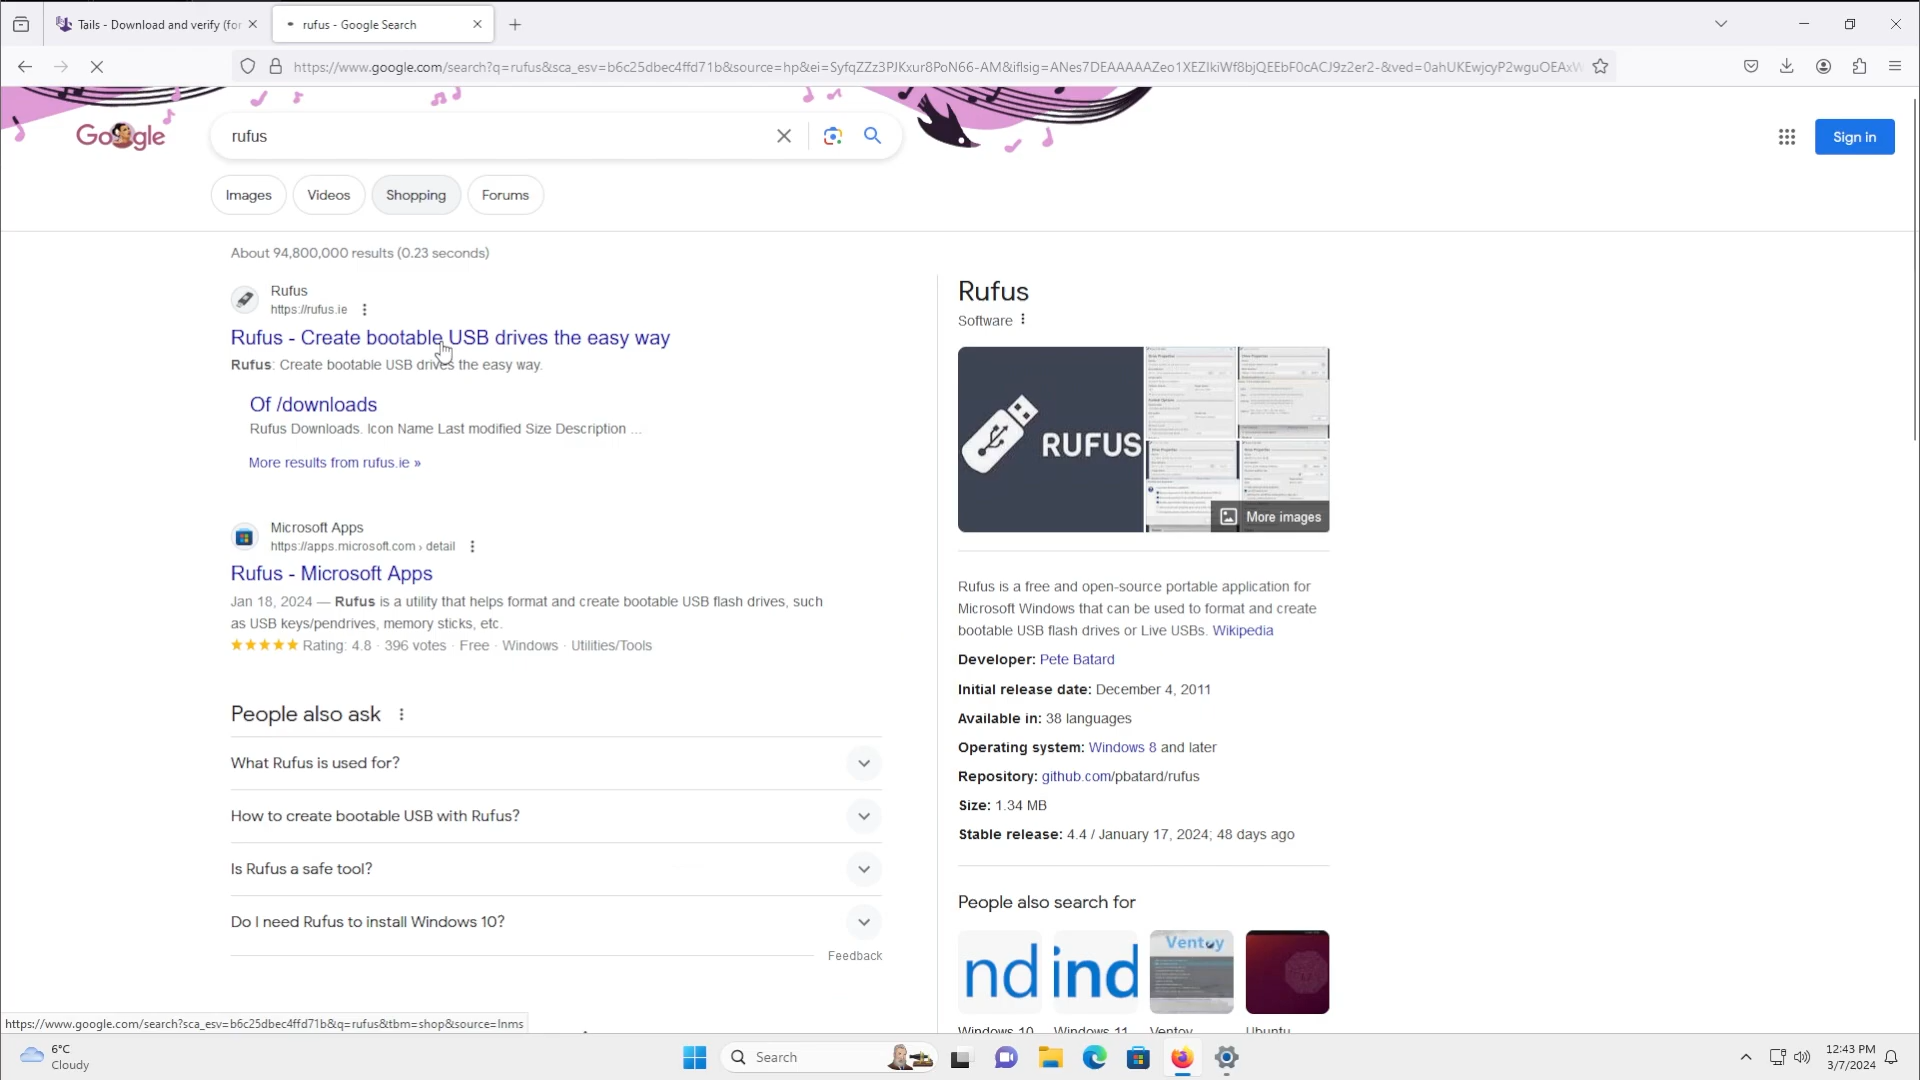 Tails - Download and verify (for
rufus - Google Search
https://www.google.com/search?q=rufus&sca_esv=b6c25dbec4ffd71b&source=hp&ei=SyfqZZz3PJKxur8PoN66-AM&iflsig=ANes7DEAAAAAZeo1XEZIkiWf8bjQEEbF0cACJ9z2er2-&ved=0ahUKEwjcyP2wguOEAxW
Google
rufus
Sign in
Images
Videos
Shopping
Forums
About 94,800,000 results (0.23 seconds)
Rufus
https://rufus.ie
Rufus - Create bootable USB drives the easy way
Rufus: Create bootable USB drives the easy way.
Of /downloads
Rufus Downloads. Icon Name Last modified Size Description ...
More results from rufus.ie »
Microsoft Apps
https://apps.microsoft.com › detail
Rufus - Microsoft Apps
Jan 18, 2024 — Rufus is a utility that helps format and create bootable USB flash drives, such
as USB keys/pendrives, memory sticks, etc.
Rating: 4.8 · 396 votes · Free · Windows · Utilities/Tools
People also ask
What Rufus is used for?
How to create bootable USB with Rufus?
Is Rufus a safe tool?
Do I need Rufus to install Windows 10?
Feedback
Rufus
Software
RUFUS
More images
Rufus is a free and open-source portable application for
Microsoft Windows that can be used to format and create
bootable USB flash drives or Live USBs. Wikipedia
Developer: Pete Batard
Initial release date: December 4, 2011
Available in: 38 languages
Operating system: Windows 8 and later
Repository: github.com/pbatard/rufus
Size: 1.34 MB
Stable release: 4.4 / January 17, 2024; 48 days ago
People also search for
nd
ind
Ventoy
Windows 10
Windows 11
Ventoy
Ubuntu
https://www.google.com/search?sca_esv=b6c25dbec4ffd71b&q=rufus&tbm=shop&source=lnms
6°C
Cloudy
Search
12:43 PM
3/7/2024